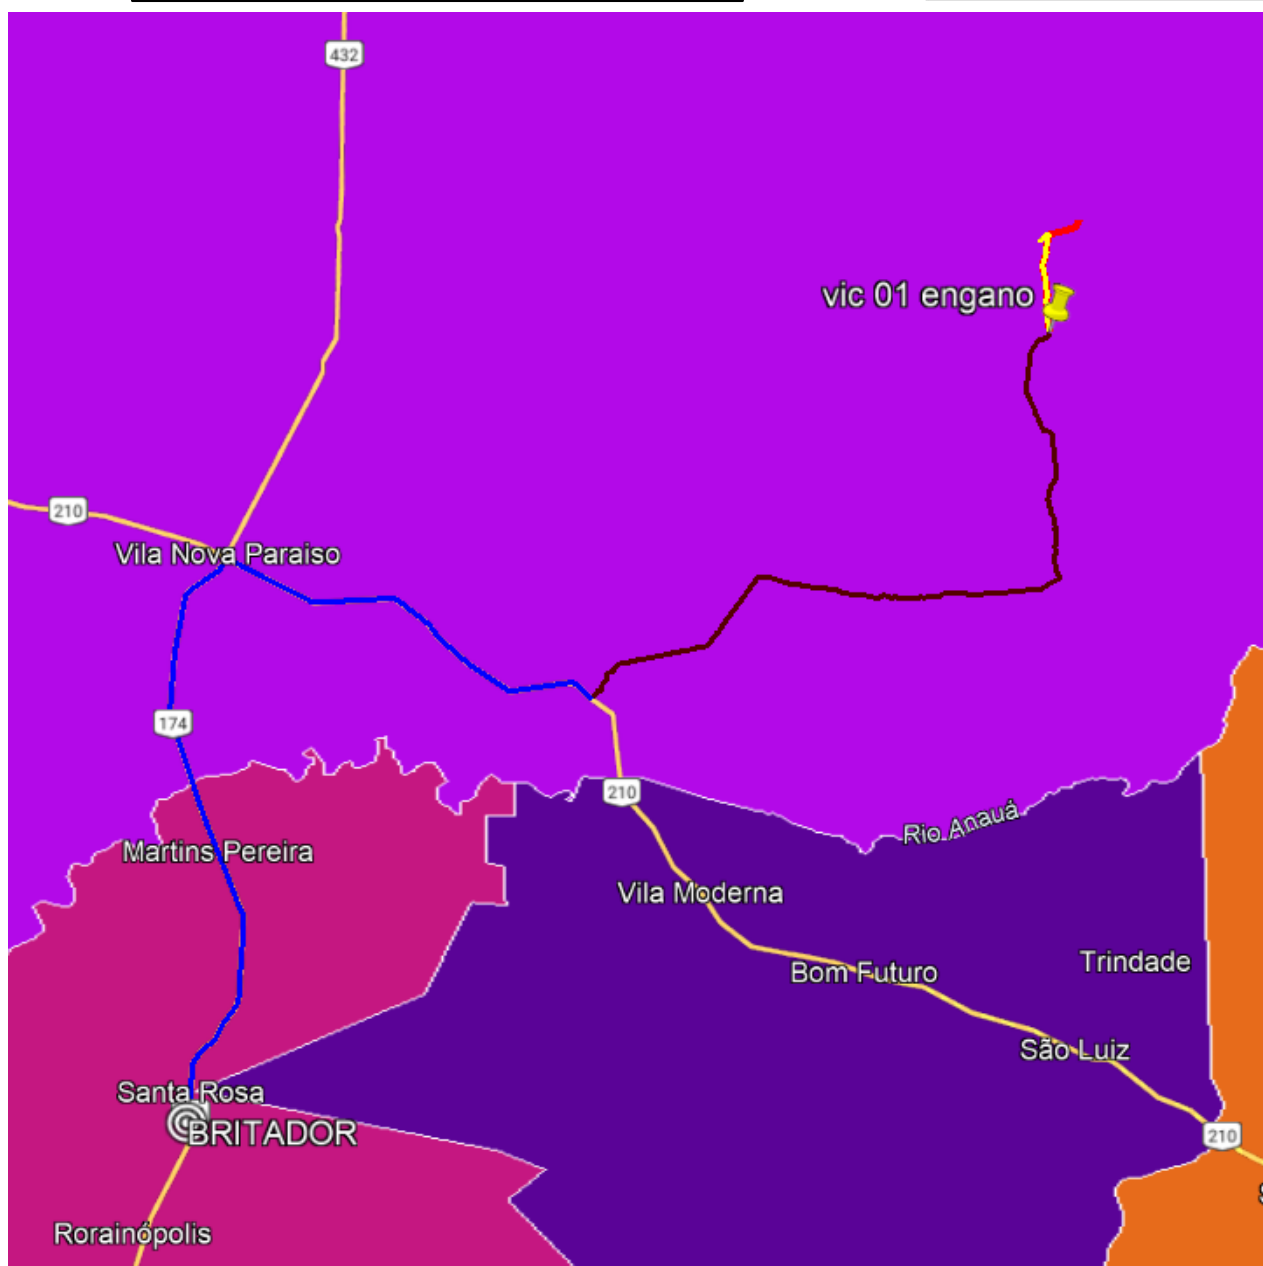 432
vic 01 engano
210
Vila Nova Paraiso
174
210
Rio Anauá
Martins Pereira
Vila Moderna
Trindade
Bom Futuro
São Luiz
Santa Rosa
BRITADOR
210
Rorainópolis